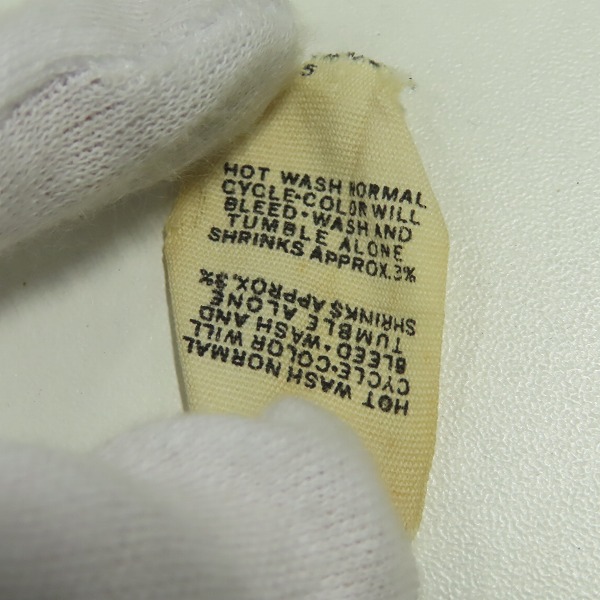 5
HOT WASH NORMAL
CYCLE•COLOR WILL
BLEED•WASH AND
TUMBLE ALONE
SHRINKS APPROX.3%
HOT WASH NORMAL
CYCLE•COLOR WILL
BLEED•WASH AND
TUMBLE ALONE
SHRINKS APPROX.3%